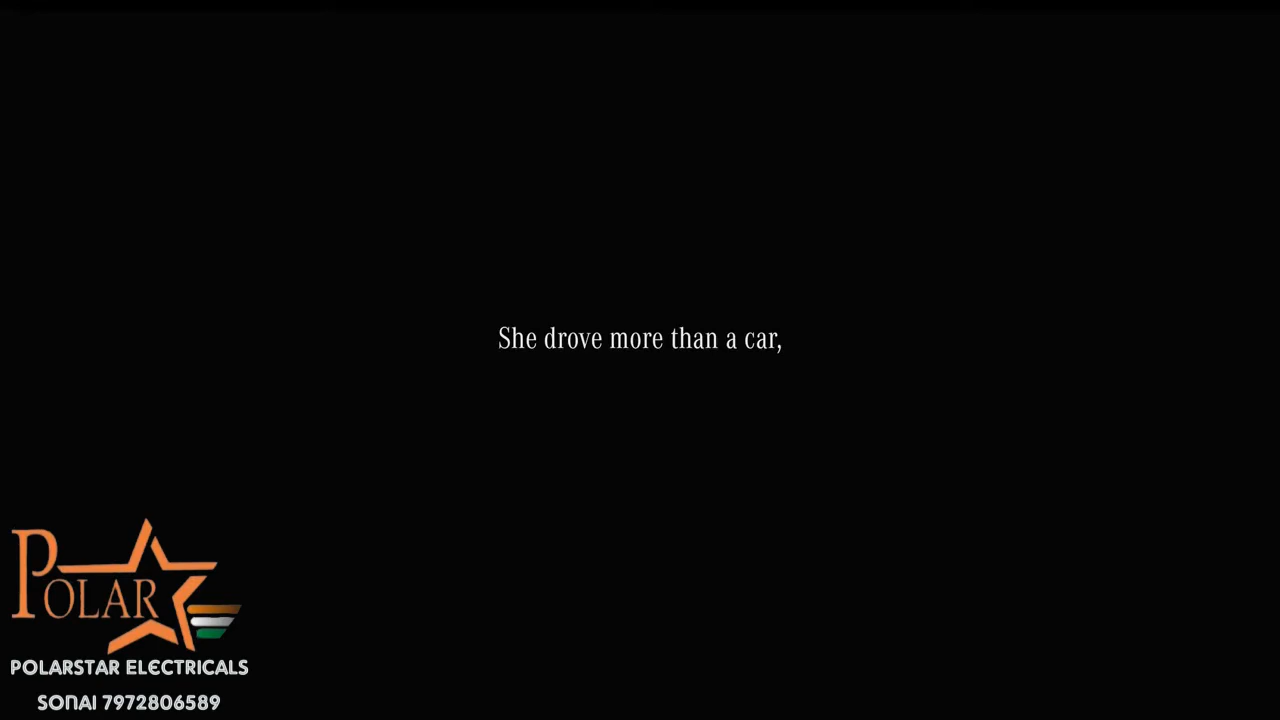 She drove more than a car,
POLAR
POLARSTAR ELECTRICALS
SONAI 7972806589